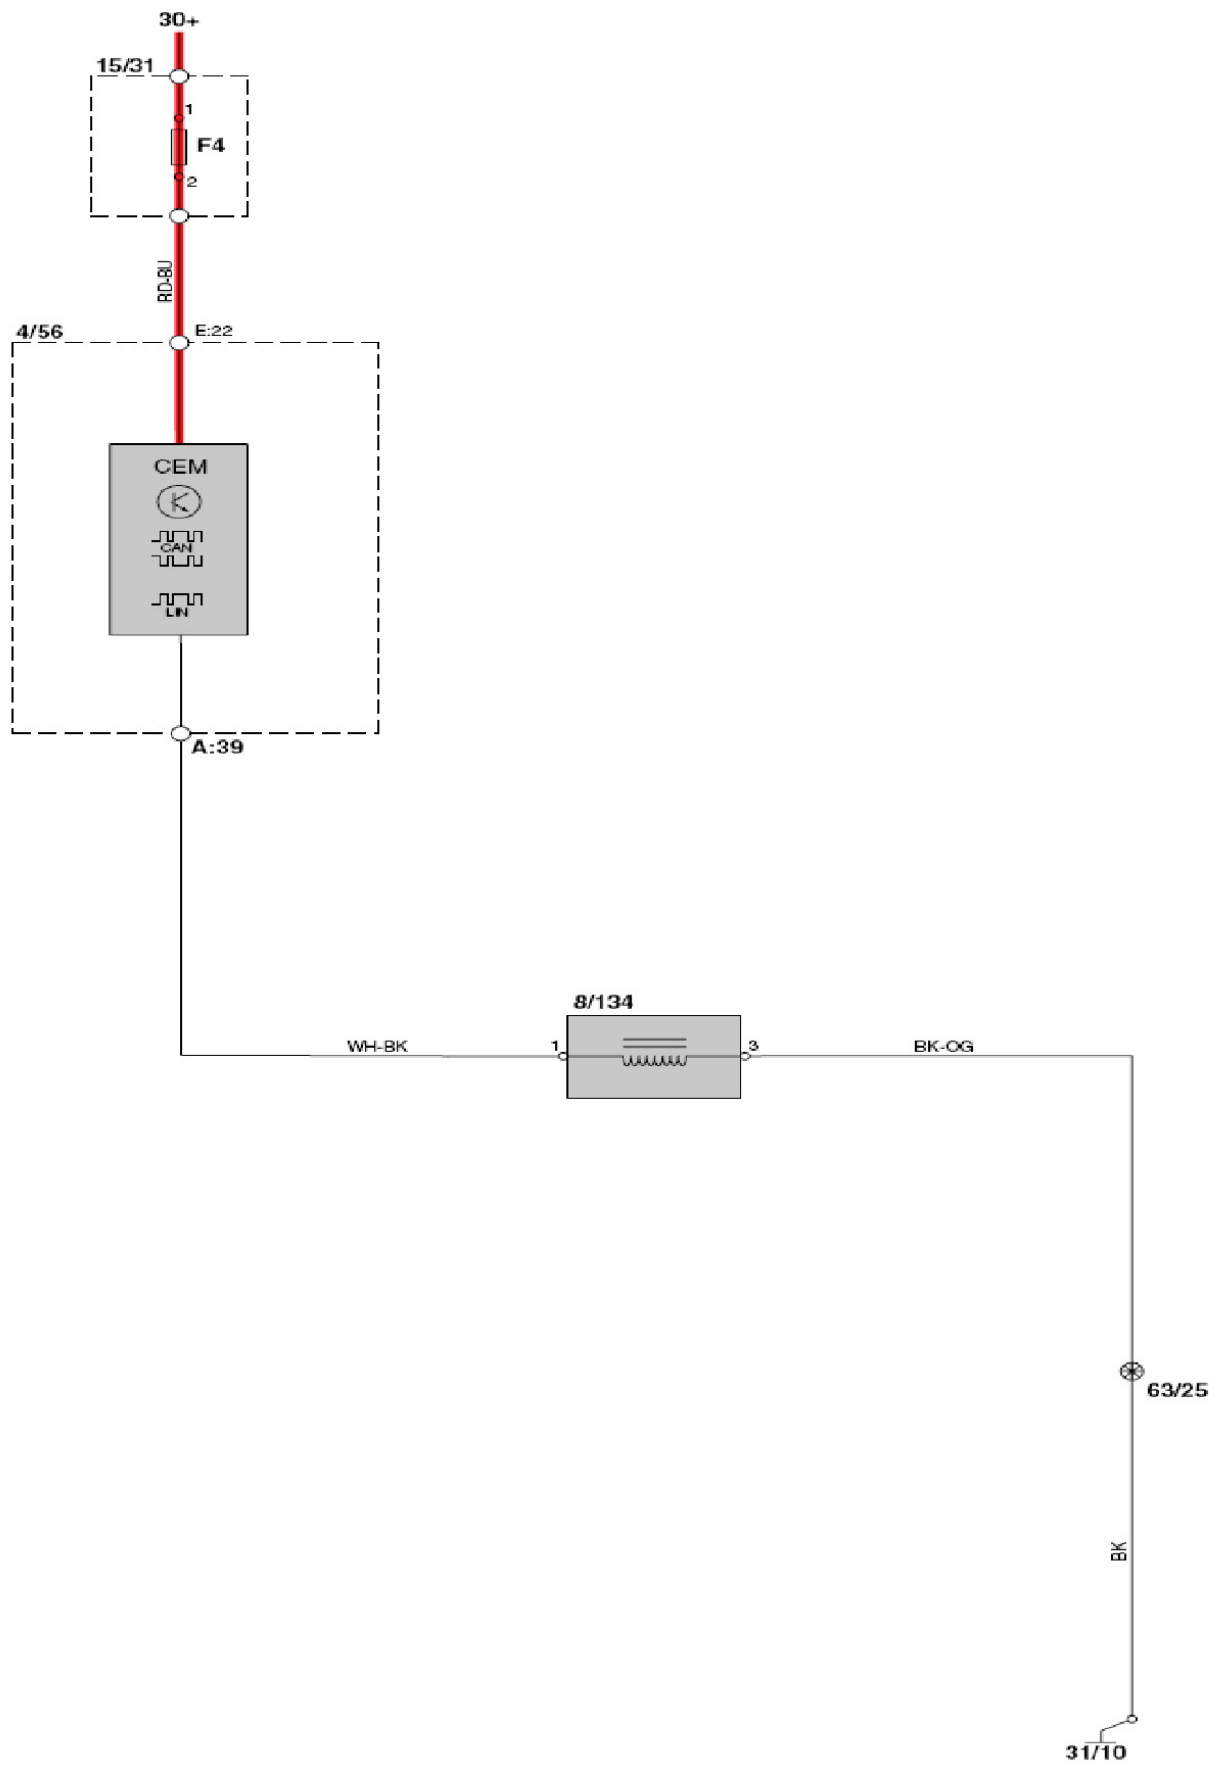 30+
15/31
1
F4
2
RD-BU
4/56
E:22
CEM
CAN
LIN
A:39
8/134
WH-BK
1
3
BK-OG
63/25
BK
31/10